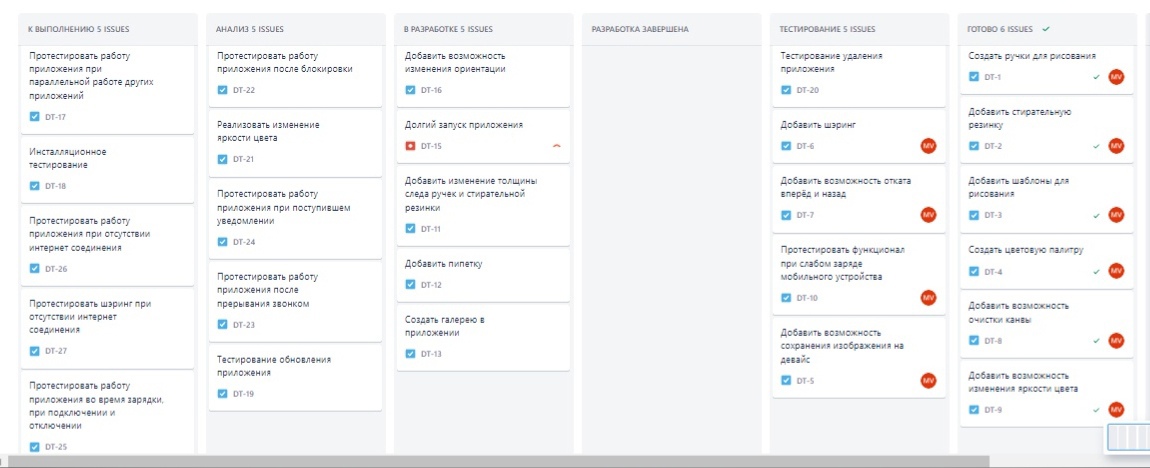 К ВЫПОЛНЕНИЮ 5 ISSUES
Протестировать работу
приложения при
параллельной работе других
приложений
DT-17
Инсталляционное
тестирование
DT-18
Протестировать работу
приложения при отсутствии
интернет соединения
DT-26
Протестировать шэринг при
отсутствии интернет
соединения
DT-27
Протестировать работу
приложения во время зарядки,
при подключении и
отключении
DT-25
АНАЛИЗ 5 ISSUES
Протестировать работу
приложения после блокировки
DT-22
Реализовать изменение
яркости цвета
DT-21
Протестировать работу
приложения при поступившем
уведомлении
DT-24
Протестировать работу
приложения после
прерывания звонком
DT-23
Тестирование обновления
приложения
DT-19
В РАЗРАБОТКЕ 5 ISSUES
Добавить возможность
изменения ориентации
DT-16
Долгий запуск приложения
DT-15
Добавить изменение толщины
следа ручек и стирательной
резинки
DT-11
Добавить пипетку
DT-12
Создать галерею в
приложении
DT-13
РАЗРАБОТКА ЗАВЕРШЕНА
ТЕСТИРОВАНИЕ 5 ISSUES
Тестирование удаления
приложения
DT-20
Добавить шэринг
DT-6 MV
Добавить возможность отката
вперёд и назад
DT-7 MV
Протестировать функционал
при слабом заряде
мобильного устройства
DT-10 MV
Добавить возможность
сохранения изображения на
девайс
DT-5 MV
ГОТОВО 6 ISSUES
Создать ручки для рисования
DT-1 MV
Добавить стирательную
резинку
DT-2 MV
Добавить шаблоны для
рисования
DT-3 MV
Создать цветовую палитру
DT-4 MV
Добавить возможность
очистки канвы
DT-8 MV
Добавить возможность
изменения яркости цвета
DT-9 MV